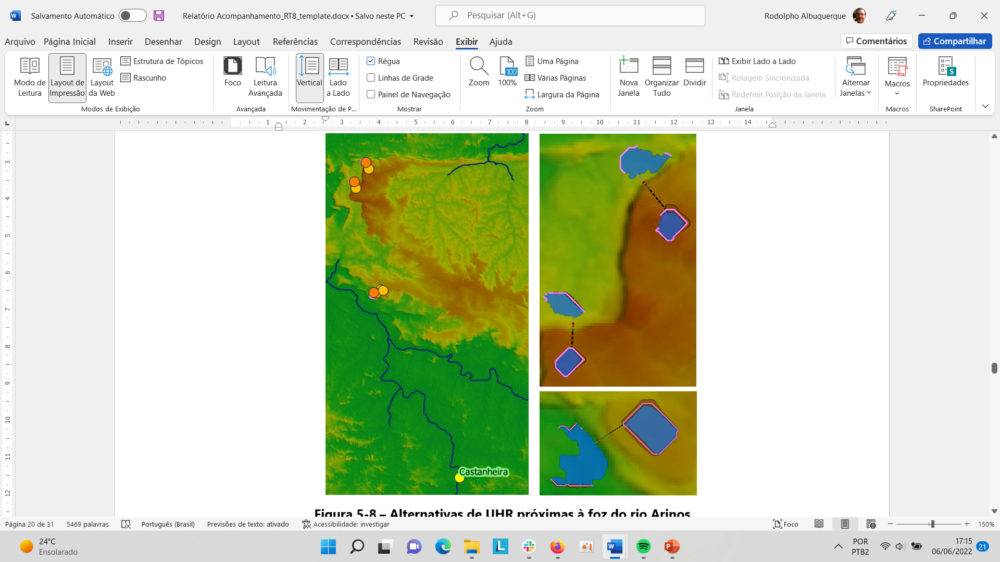 Salvamento Automático
Relatório Acompanhamento_RT8_template.docx • Salvo neste PC
Pesquisar (Alt+G)
Rodolpho Albuquerque
Arquivo Página Inicial Inserir Desenhar Design Layout Referências Correspondências Revisão Exibir Ajuda
Comentários
Compartilhar
Modo de Leitura
Layout de Impressão
Layout da Web
Estrutura de Tópicos
Rascunho
Modos de Exibição
Foco
Leitura Avançada
Avançada
Vertical
Lado a Lado
Movimentação de P...
Régua
Linhas de Grade
Painel de Navegação
Mostrar
Zoom
100
100%
Uma Página
Várias Páginas
Largura da Página
Zoom
Nova Janela
Organizar Tudo
Dividir
Exibir Lado a Lado
Rolagem Sincronizada
Redefinir Posição da Janela
Alternar Janelas
Janela
Macros
Macros
Propriedades
SharePoint
1 2 3 4 5 6 7 8 9 10 11 12 13 14
3
4
5
6
7
8
9
10
11
12
Castanheira
Figura 5-8 – Alternativas de UHR próximas à foz do rio Arinos
Página 20 de 31 5469 palavras Português (Brasil) Previsões de texto: ativado Acessibilidade: investigar
Foco
150%
24°C
Ensolarado
POR
PTB2
17:15
06/06/2022
21